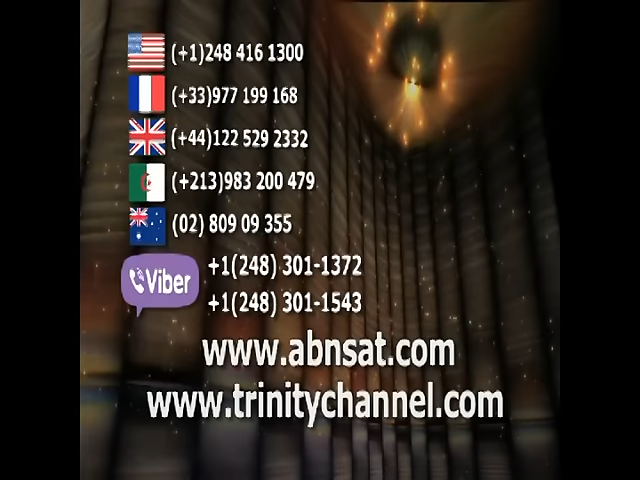 (+1)248 416 1300
(+33)977 199 168
(+44)122 529 2332
(+213)983 200 479
(02) 809 09 355
Viber
+1(248) 301-1372
+1(248) 301-1543
www.abnsat.com
www.trinitychannel.com